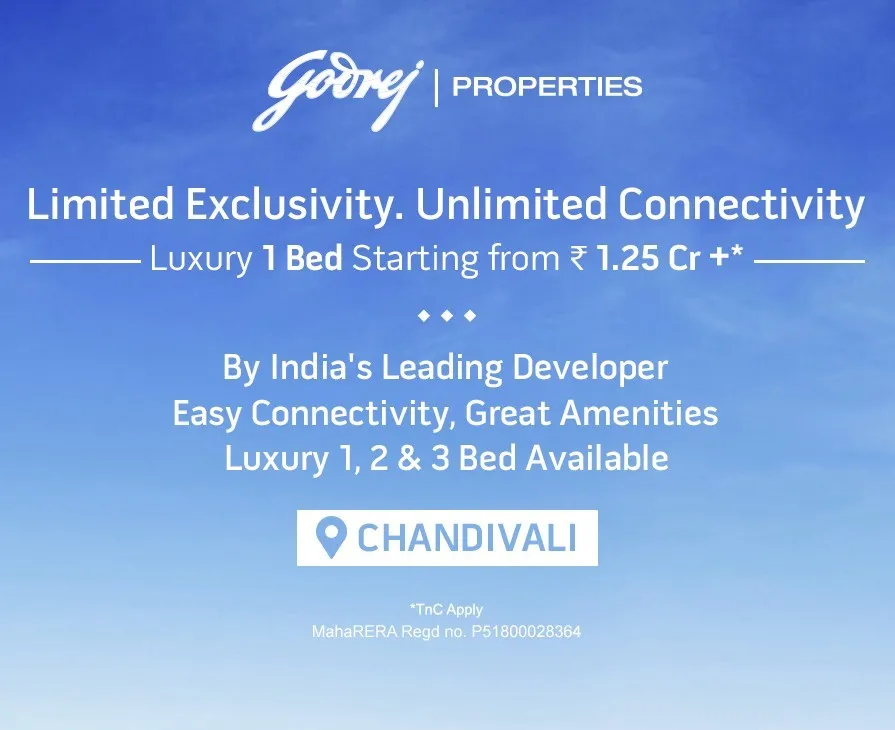 Godrej | PROPERTIES
Limited Exclusivity. Unlimited Connectivity
Luxury 1 Bed Starting from ₹ 1.25 Cr +*
By India's Leading Developer
Easy Connectivity, Great Amenities
Luxury 1, 2 & 3 Bed Available
CHANDIVALI
*TnC Apply
MahaRERA Regd no. P51800028364